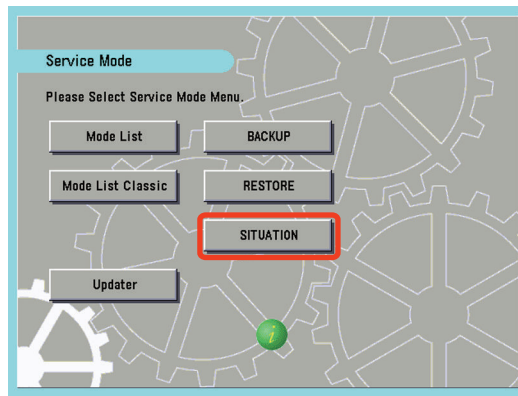 Service Mode
Please Select Service Mode Menu.
Mode List
BACKUP
Mode List Classic
RESTORE
SITUATION
Updater
i